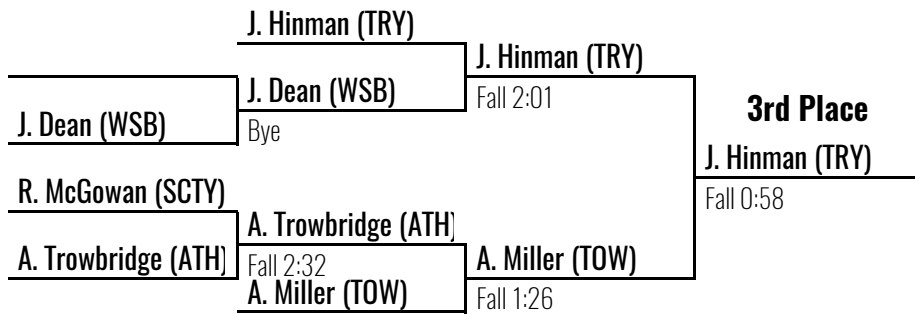 J. Hinman (TRY)
J. Hinman (TRY)
J. Dean (WSB)
Fall 2:01
3rd Place
J. Dean (WSB)
Bye
J. Hinman (TRY)
R. McGowan (SCTY)
Fall 0:58
A. Trowbridge (ATH)
A. Trowbridge (ATH)
Fall 2:32
A. Miller (TOW)
A. Miller (TOW)
Fall 1:26